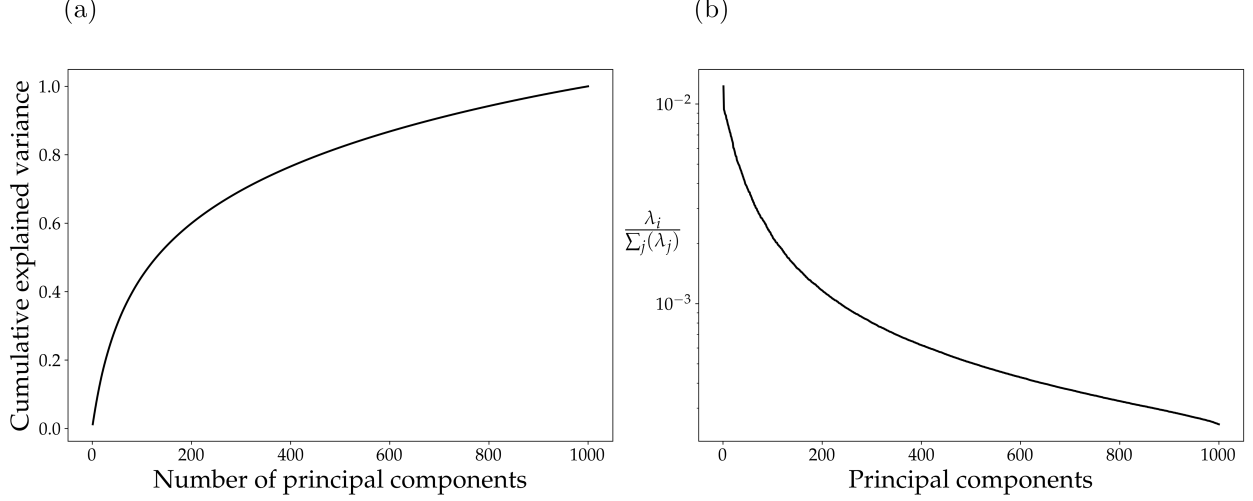 (a)
Cumulative explained variance
1.0
0.8
0.6
0.4
0.2
0.0
0 200 400 600 800 1000
Number of principal components
(b)
λ_i / ∑_j(λ_j)
10⁻²
10⁻³
0 200 400 600 800 1000
Principal components